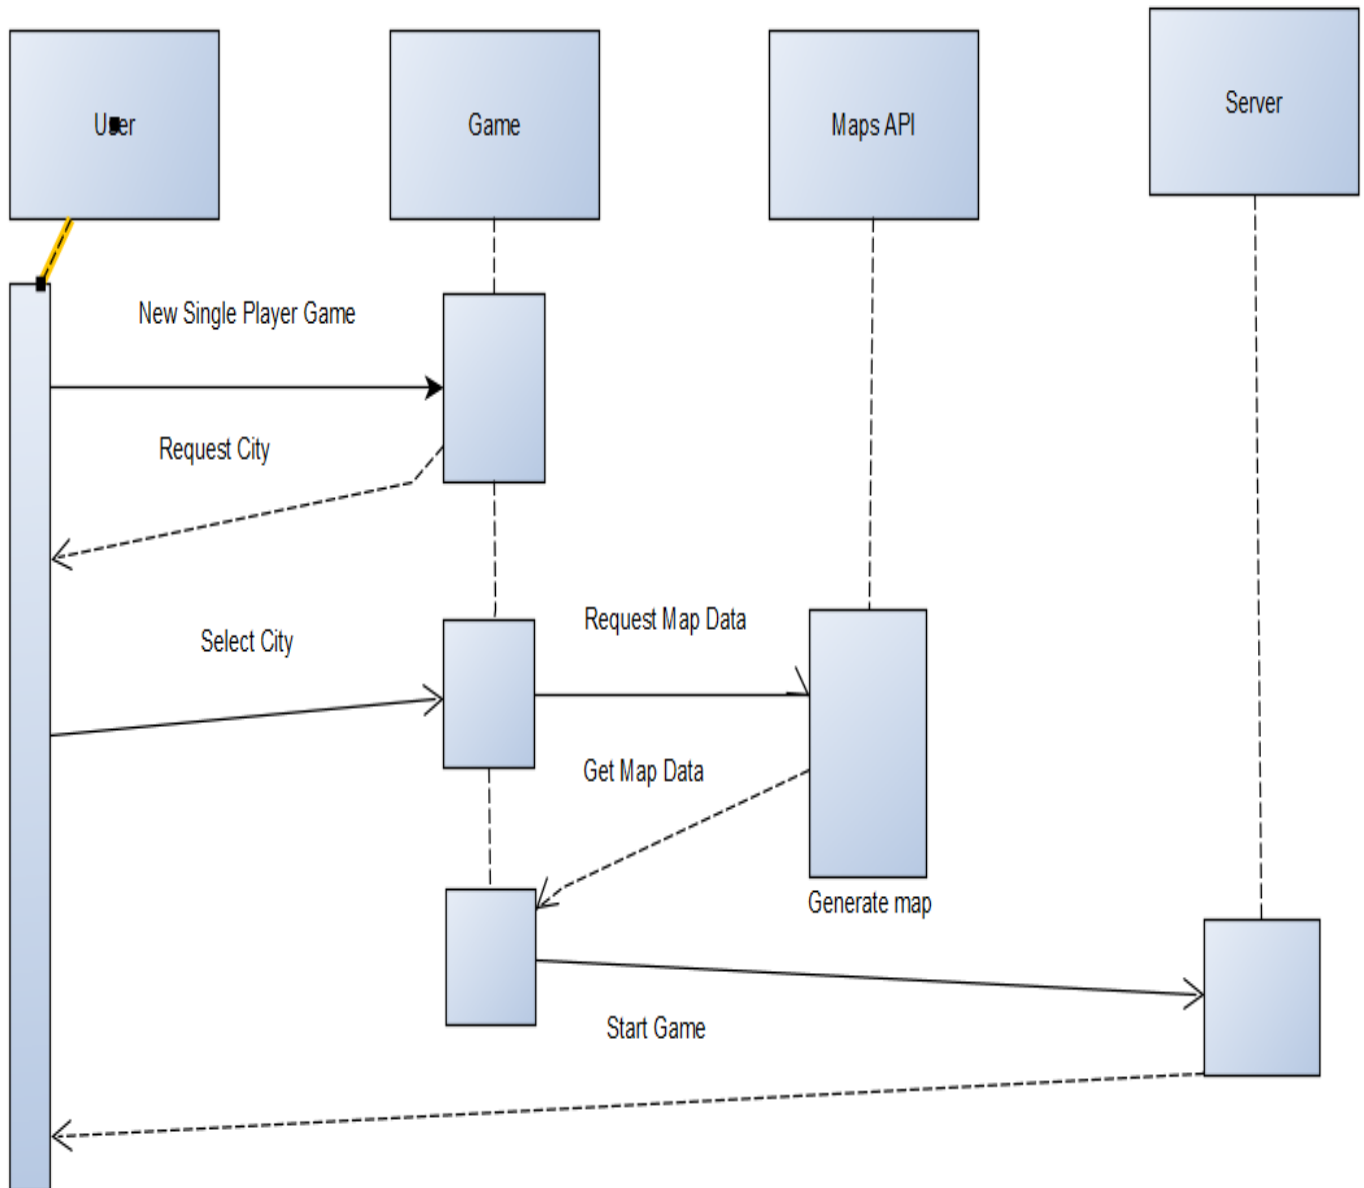 User
Game
Maps API
Server
New Single Player Game
Request City
Select City
Request Map Data
Get Map Data
Generate map
Start Game